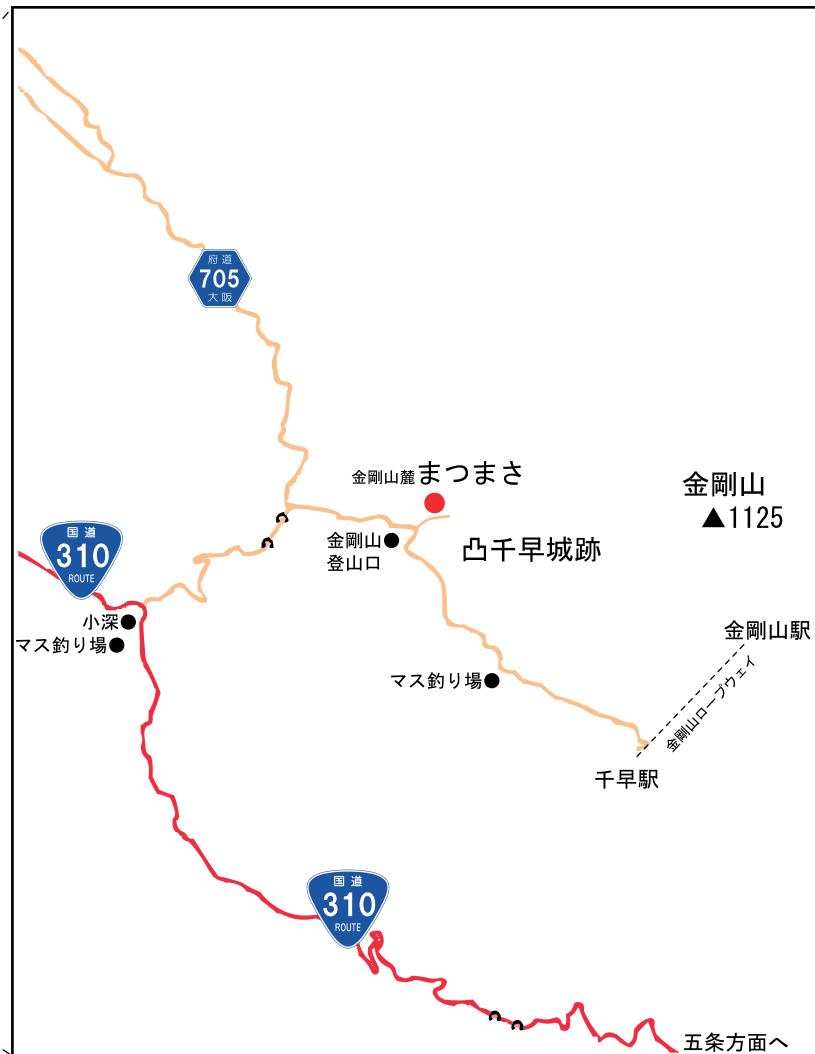 府道
705
大阪
金剛山麓まつまさ
金剛山
▲1125
国道
310
ROUTE
金剛山
登山口
凸千早城跡
小深
マス釣り場
金剛山駅
金剛山ロープウェイ
マス釣り場
千早駅
国道
310
ROUTE
五条方面へ